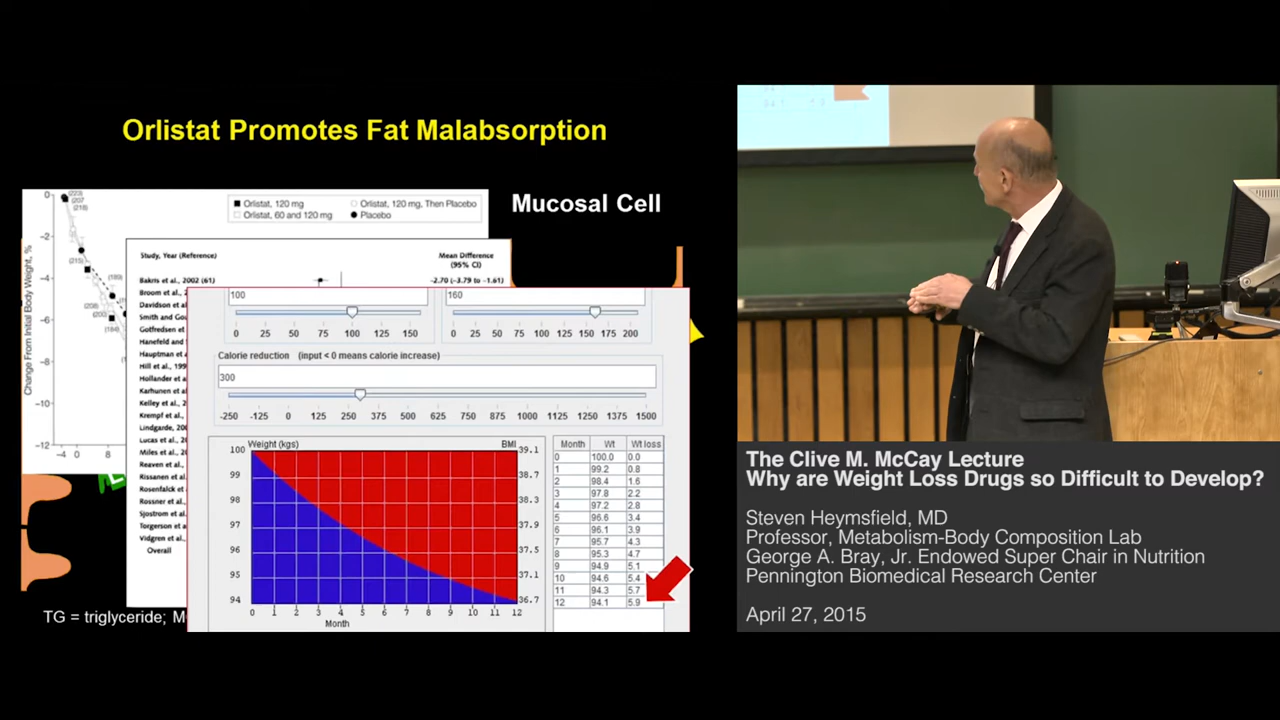 Orlistat Promotes Fat Malabsorption
Mucosal Cell
0
-2
-4
-6
-8
-10
-12
Change From Initial Body Weight, %
-4 0
Orlistat, 120 mg
Orlistat, 60 and 120 mg
Orlistat, 120 mg, Then Placebo
Placebo
Study, Year (Reference)
Mean Difference
(95% CI)
Bakris et al., 2002 (61)
-2.70 (-3.79 to -1.61)
Broom et al., 2
Davidson et al
Smith and Gou
Gotfredsen et
Hanefeld and
Hauptman et
Hill et al., 199
Hollander et a
Karhunen et al
Kelley et al., 2
Krempf et al.,
Lindgarde, 200
Lucas et al., 20
Miles et al., 20
Reaven et al.,
Rissanen et al
Rosenfalck et
Rossner et al.,
Sjostrom et al.
Torgerson et a
Vidgren et al.,
Overall
100
0 25 50 75 100 125 150
160
0 25 50 75 100 125 150 175 200
Calorie reduction (input < 0 means calorie increase)
300
-250 -125 0 125 250 375 500 625 750 875 1000 1125 1250 1375 1500
Weight (kgs)
BMI
100
99
98
97
96
95
94
39.1
38.7
38.3
37.9
37.5
37.1
36.7
0 1 2 3 4 5 6 7 8 9 10 11 12
Month
Month Wt Wt loss
0 100.0 0.0
1 99.2 0.8
2 98.4 1.6
3 97.8 2.2
4 97.2 2.8
5 96.6 3.4
6 96.1 3.9
7 95.7 4.3
8 95.3 4.7
9 94.9 5.1
10 94.6 5.4
11 94.3 5.7
12 94.1 5.9
TG = triglyceride; M
The Clive M. McCay Lecture
Why are Weight Loss Drugs so Difficult to Develop?
Steven Heymsfield, MD
Professor, Metabolism-Body Composition Lab
George A. Bray, Jr. Endowed Super Chair in Nutrition
Pennington Biomedical Research Center
April 27, 2015